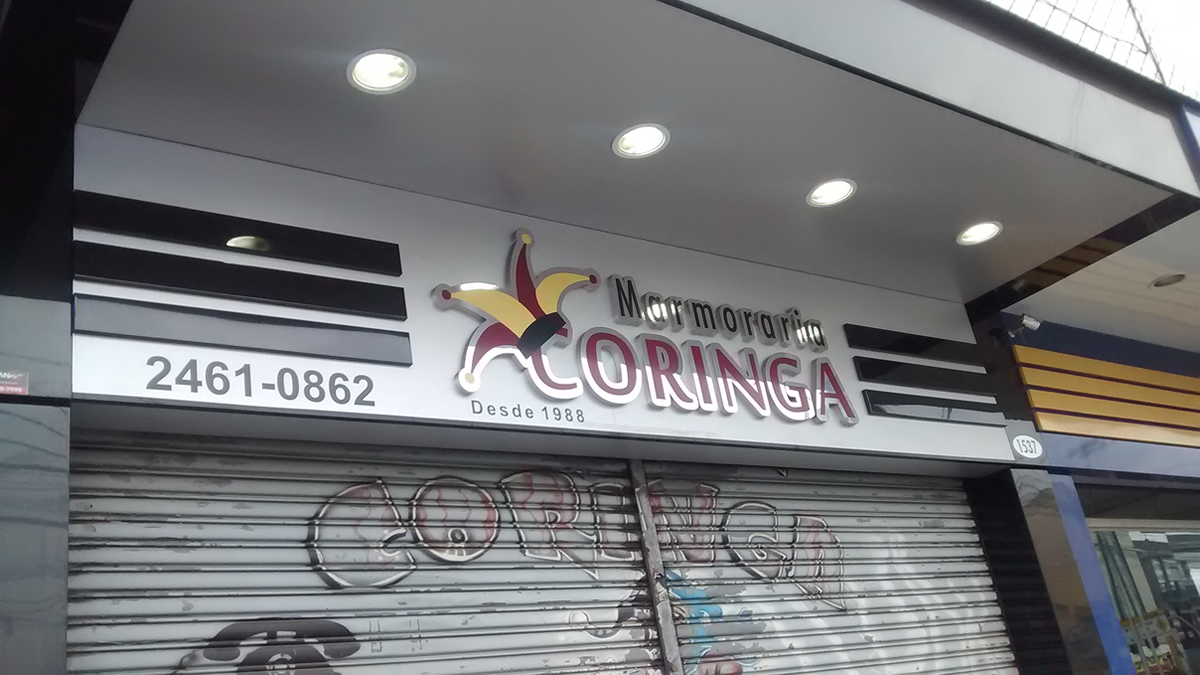 Marmoraria
CORINGA
Desde 1988
2461-0862
1537
CORINGA